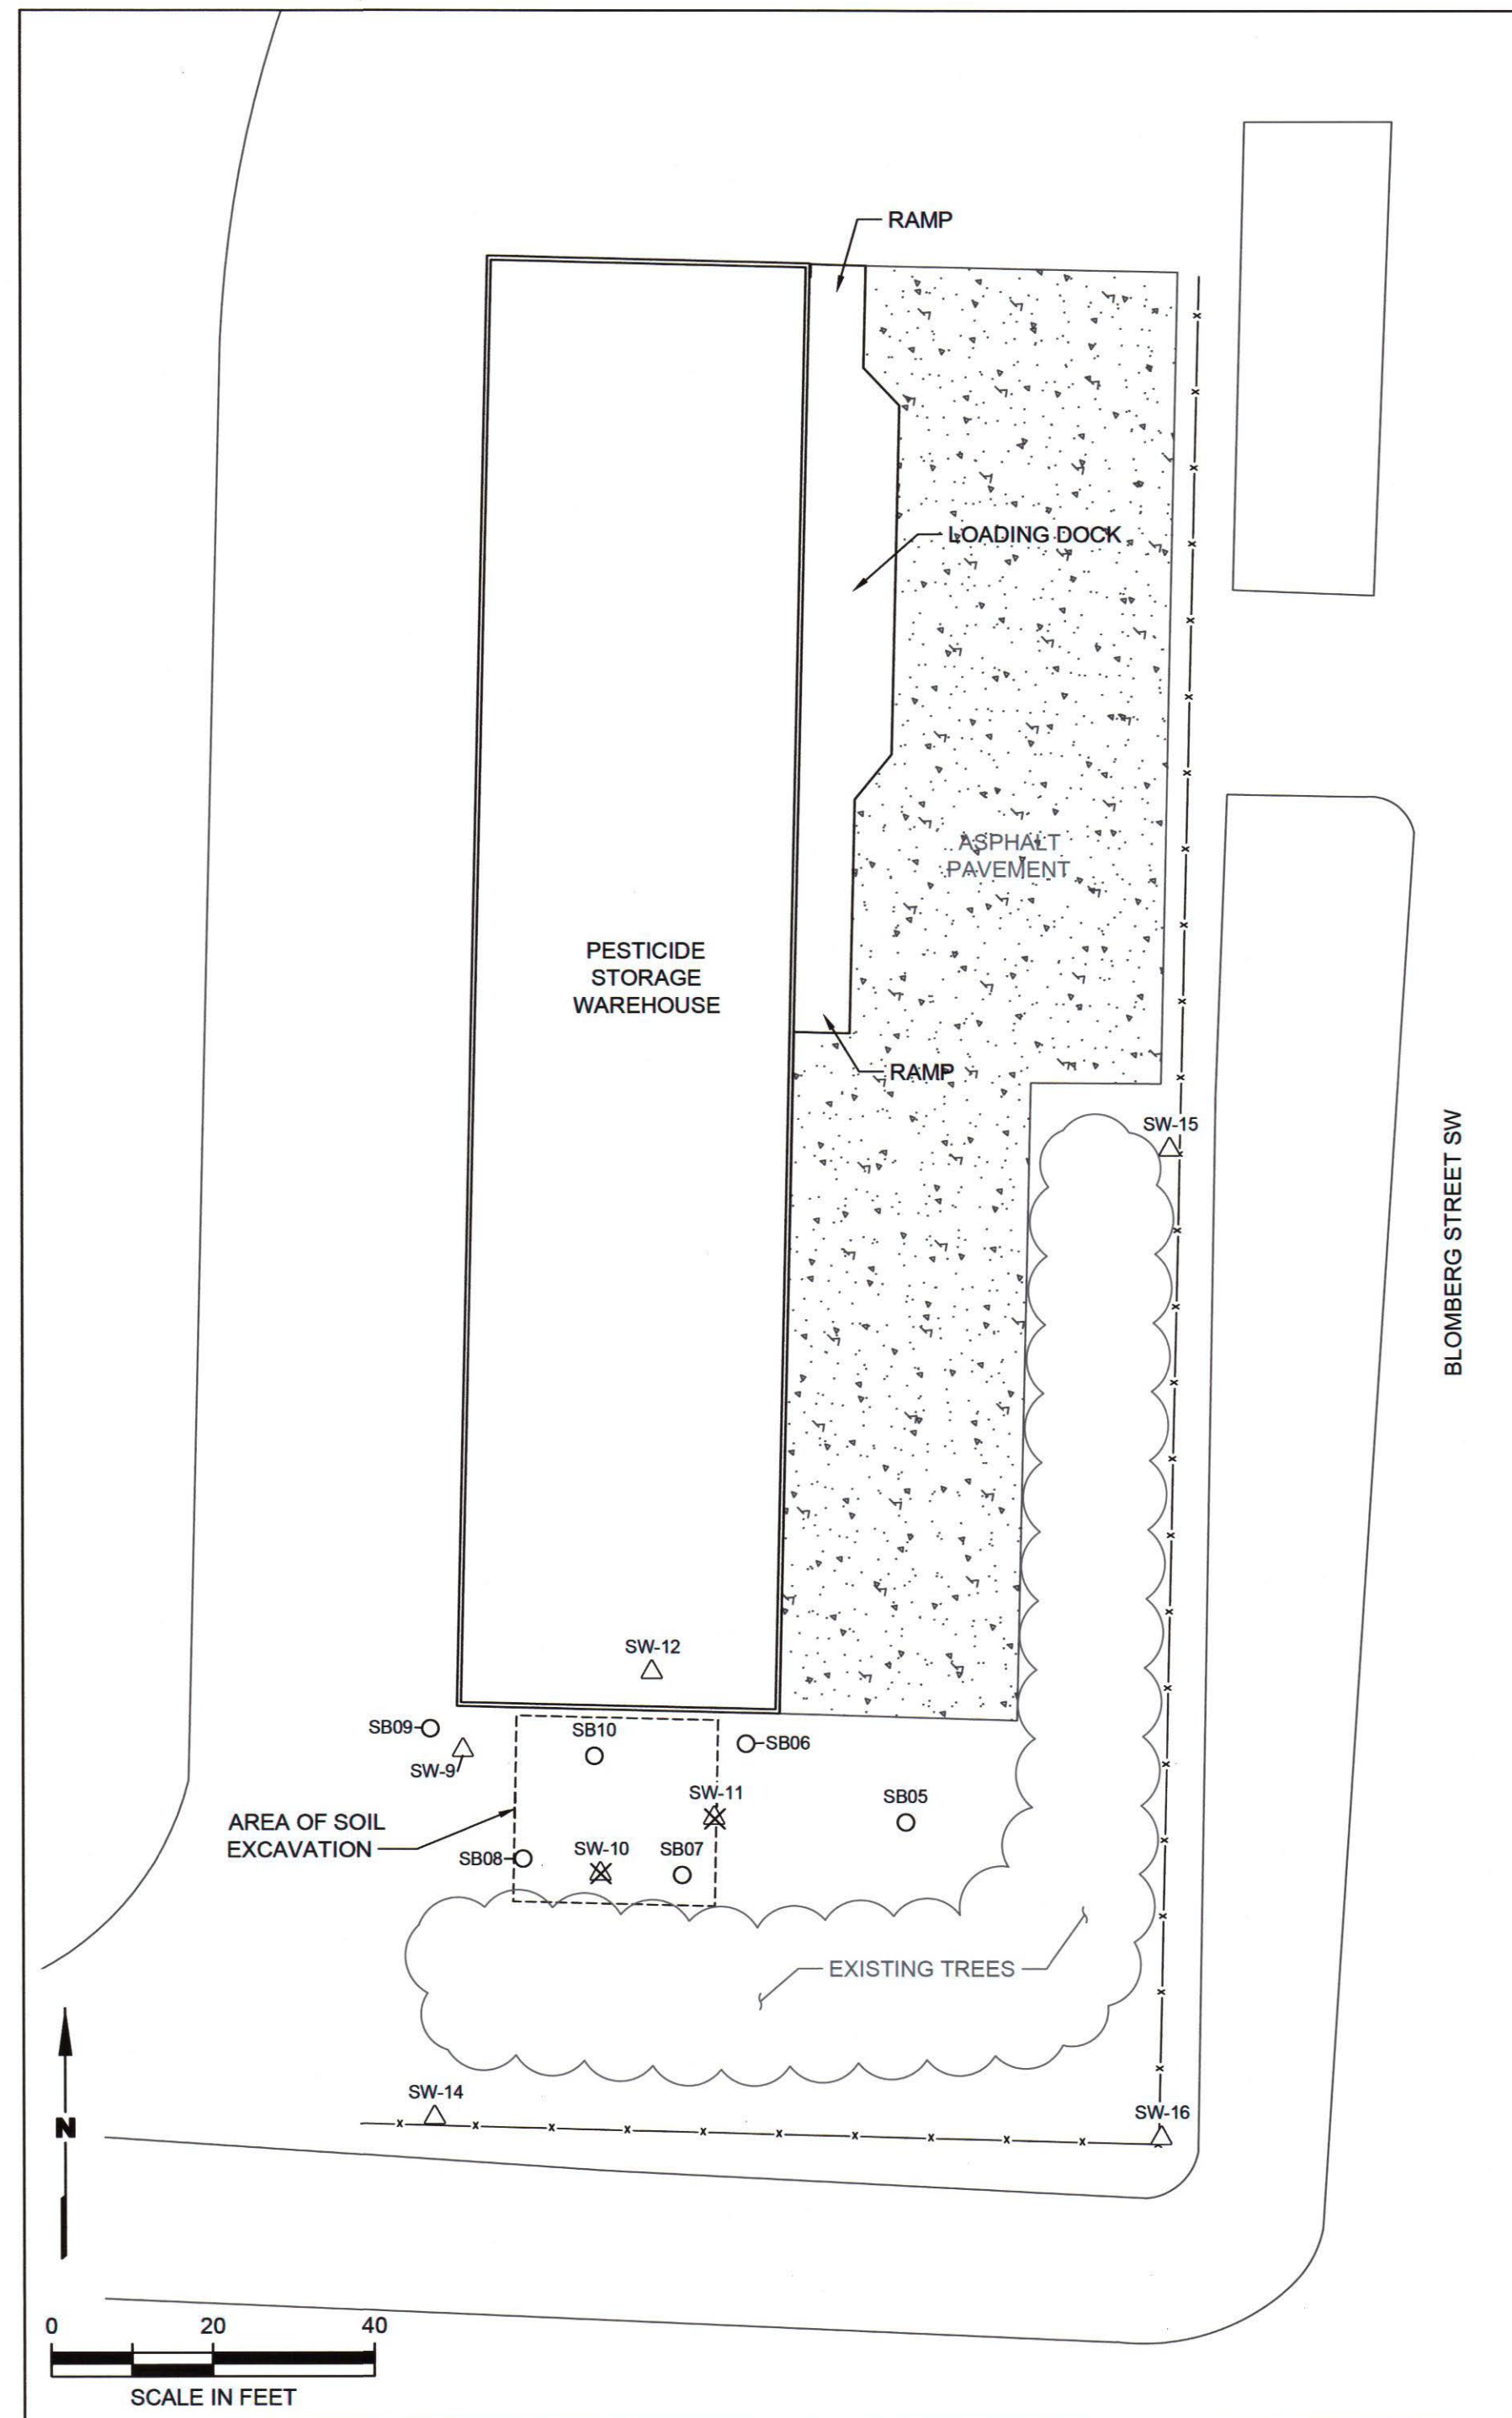 RAMP
LOADING DOCK
ASPHALT
PAVEMENT
PESTICIDE
STORAGE
WAREHOUSE
RAMP
SW-15
BLOMBERG STREET SW
SW-12
SB09
SB10
SB06
SW-9
SW-11
SB05
AREA OF SOIL
EXCAVATION
SB08
SW-10
SB07
EXISTING TREES
SW-14
SW-16
N
0 20 40
SCALE IN FEET